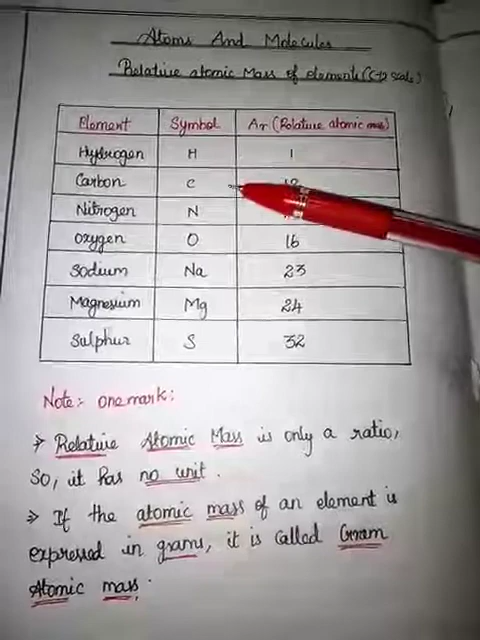 Atoms And Molecules
Relative atomic Mass of elements (C-12 scale)
Element Symbol Ar (Relative atomic mass)
Hydrogen H 1
Carbon C 12
Nitrogen N
Oxygen O 16
Sodium Na 23
Magnesium Mg 24
Sulphur S 32
Note:- one mark:
⇒ Relative Atomic Mass is only a ratio,
So, it has no unit.
⇒ If the atomic mass of an element is
expressed in grams, it is called Gram
Atomic mass.